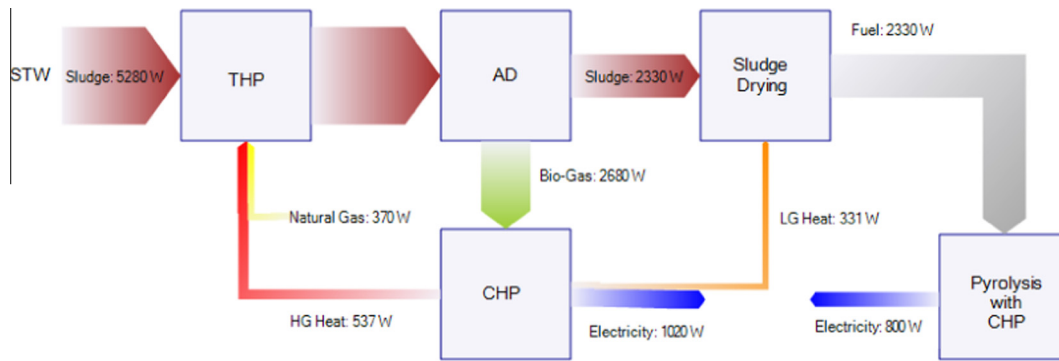 Fuel: 2330 W
STW
Sludge: 5280 W
THP
AD
Sludge: 2330 W
Sludge
Drying
Bio-Gas: 2680 W
Natural Gas: 370 W
LG Heat: 331 W
CHP
HG Heat: 537 W
Electricity: 1020 W
Electricity: 800 W
Pyrolysis
with
CHP